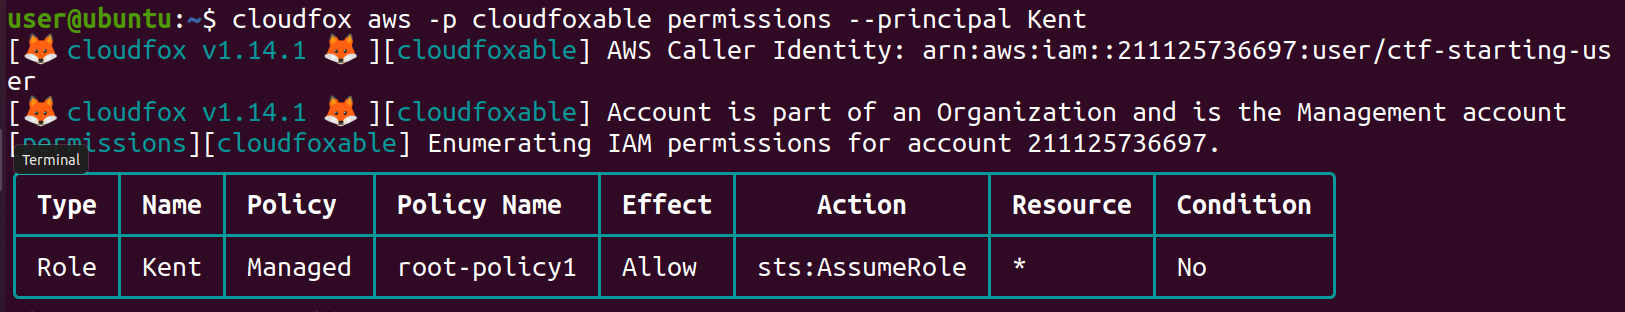 user@ubuntu:~$ cloudfox aws -p cloudfoxable permissions --principal Kent
[🦊 cloudfox v1.14.1 🦊 ][cloudfoxable] AWS Caller Identity: arn:aws:iam::211125736697:user/ctf-starting-us
er
[🦊 cloudfox v1.14.1 🦊 ][cloudfoxable] Account is part of an Organization and is the Management account
[permissions][cloudfoxable] Enumerating IAM permissions for account 211125736697.
Terminal
Type Name Policy Policy Name Effect Action Resource Condition
Role Kent Managed root-policy1 Allow sts:AssumeRole * No